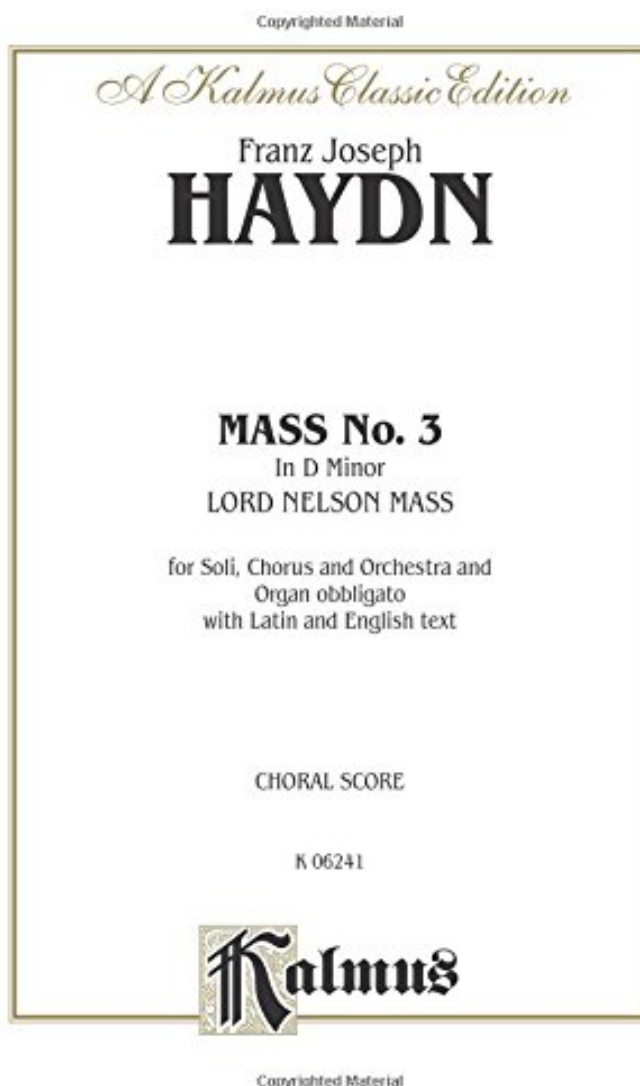 Copyrighted Material
A Kalmus Classic Edition
Franz Joseph
HAYDN
MASS No. 3
In D Minor
LORD NELSON MASS
for Soli, Chorus and Orchestra and
Organ obbligato
with Latin and English text
CHORAL SCORE
K 06241
Kalmus
Copyrighted Material